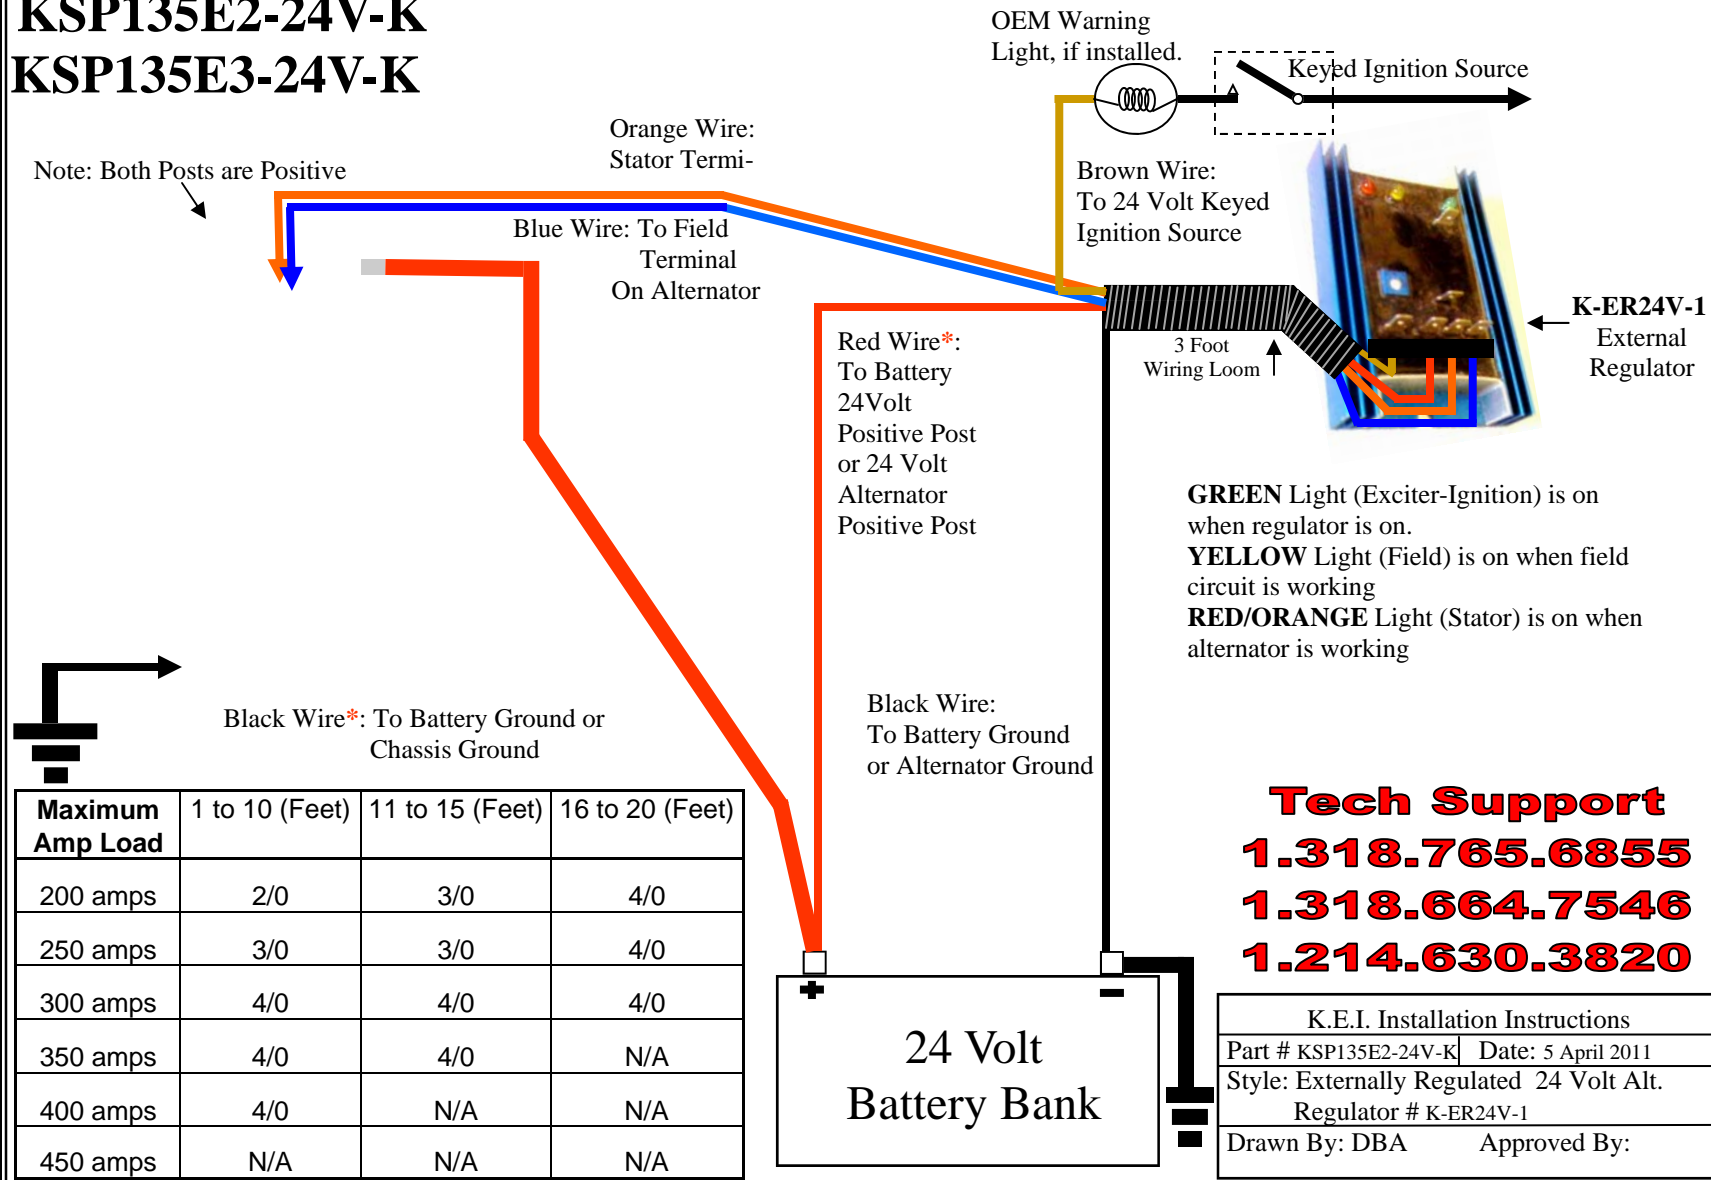 KSP135E2-24V-K
KSP135E3-24V-K
Note: Both Posts are Positive
Orange Wire:
Stator Termi-
Blue Wire: To Field
Terminal
On Alternator
OEM Warning
Light, if installed.
Keyed Ignition Source
Brown Wire:
To 24 Volt Keyed
Ignition Source
Red Wire*:
To Battery
24Volt
Positive Post
or 24 Volt
Alternator
Positive Post
3 Foot
Wiring Loom
K-ER24V-1
External
Regulator
GREEN Light (Exciter-Ignition) is on
when regulator is on.
YELLOW Light (Field) is on when field
circuit is working
RED/ORANGE Light (Stator) is on when
alternator is working
Black Wire*: To Battery Ground or
Chassis Ground
Black Wire:
To Battery Ground
or Alternator Ground
Maximum Amp Load | 1 to 10 (Feet) | 11 to 15 (Feet) | 16 to 20 (Feet)
200 amps | 2/0 | 3/0 | 4/0
250 amps | 3/0 | 3/0 | 4/0
300 amps | 4/0 | 4/0 | 4/0
350 amps | 4/0 | 4/0 | N/A
400 amps | 4/0 | N/A | N/A
450 amps | N/A | N/A | N/A
+ -
24 Volt
Battery Bank
Tech Support
1.318.765.6855
1.318.664.7546
1.214.630.3820
K.E.I. Installation Instructions
Part # KSP135E2-24V-K Date: 5 April 2011
Style: Externally Regulated 24 Volt Alt.
Regulator # K-ER24V-1
Drawn By: DBA Approved By: